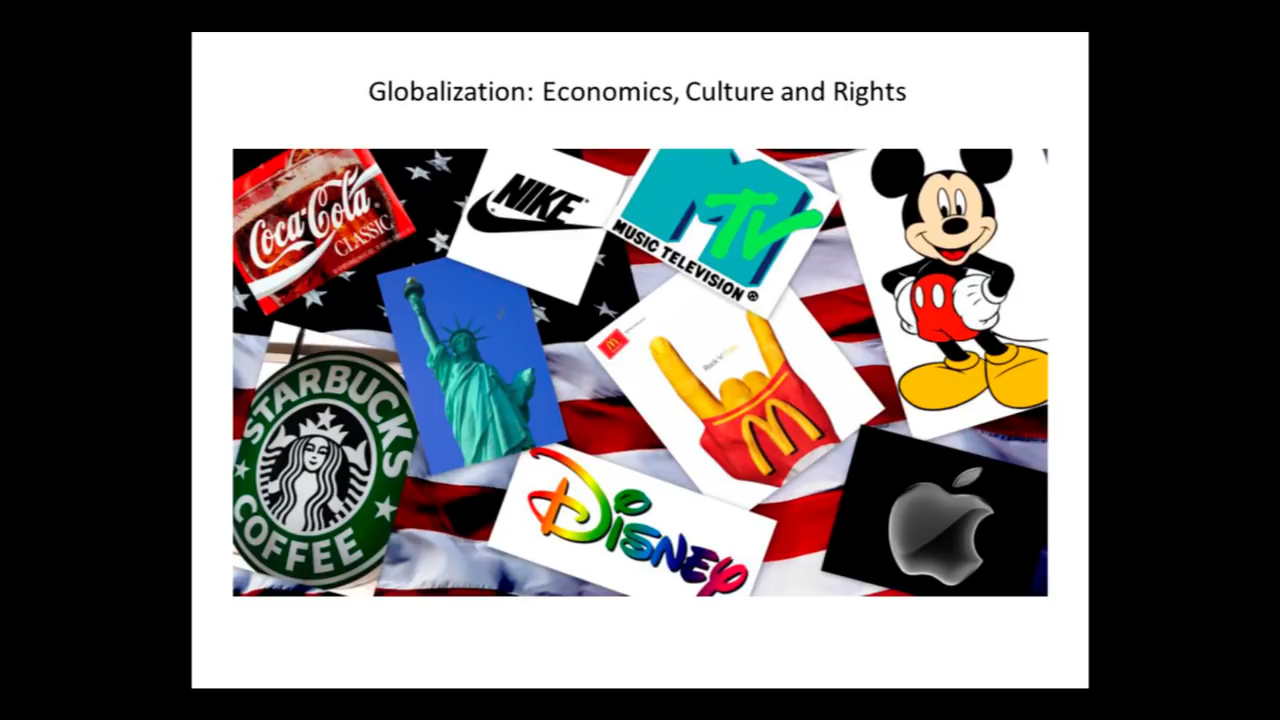 Globalization: Economics, Culture and Rights
Coca-Cola
CLASSIC
NIKE
MTV
MUSIC TELEVISION
STARBUCKS
COFFEE
DISNEY